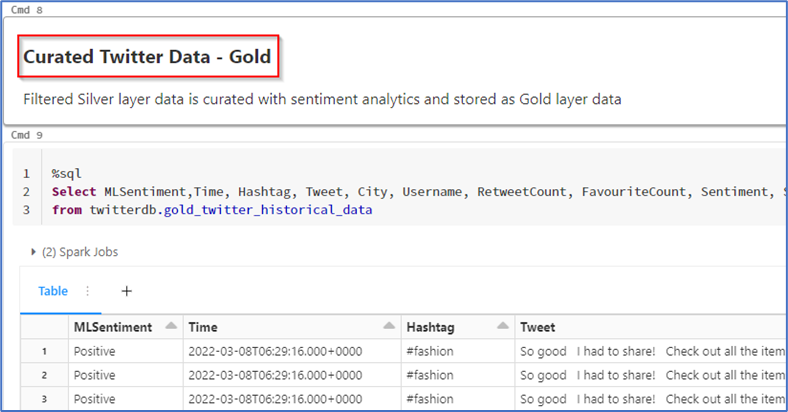 Cmd 8
Curated Twitter Data - Gold
Filtered Silver layer data is curated with sentiment analytics and stored as Gold layer data
Cmd 9
1 %sql
2 Select MLSentiment,Time, Hashtag, Tweet, City, Username, RetweetCount, FavouriteCount, Sentiment,
3 from twitterdb.gold_twitter_historical_data
(2) Spark Jobs
Table +
MLSentiment Time Hashtag Tweet
1 Positive 2022-03-08T06:29:16.000+0000 #fashion So good I had to share! Check out all the item
2 Positive 2022-03-08T06:29:16.000+0000 #fashion So good I had to share! Check out all the item
3 Positive 2022-03-08T06:29:16.000+0000 #fashion So good I had to share! Check out all the item